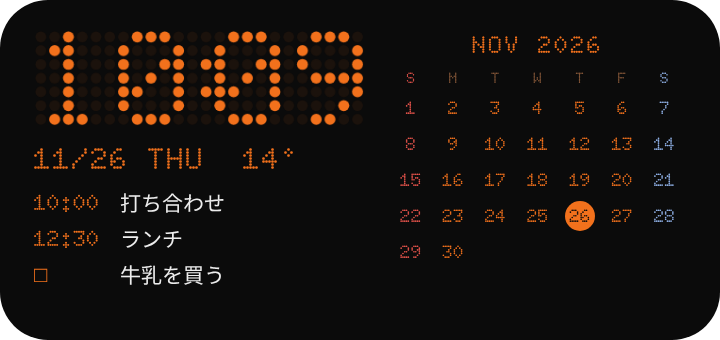 10:09
11/26 THU 14°
10:00 打ち合わせ
12:30 ランチ
□ 牛乳を買う
NOV 2026
S M T W T F S
1 2 3 4 5 6 7
8 9 10 11 12 13 14
15 16 17 18 19 20 21
22 23 24 25 26 27 28
29 30